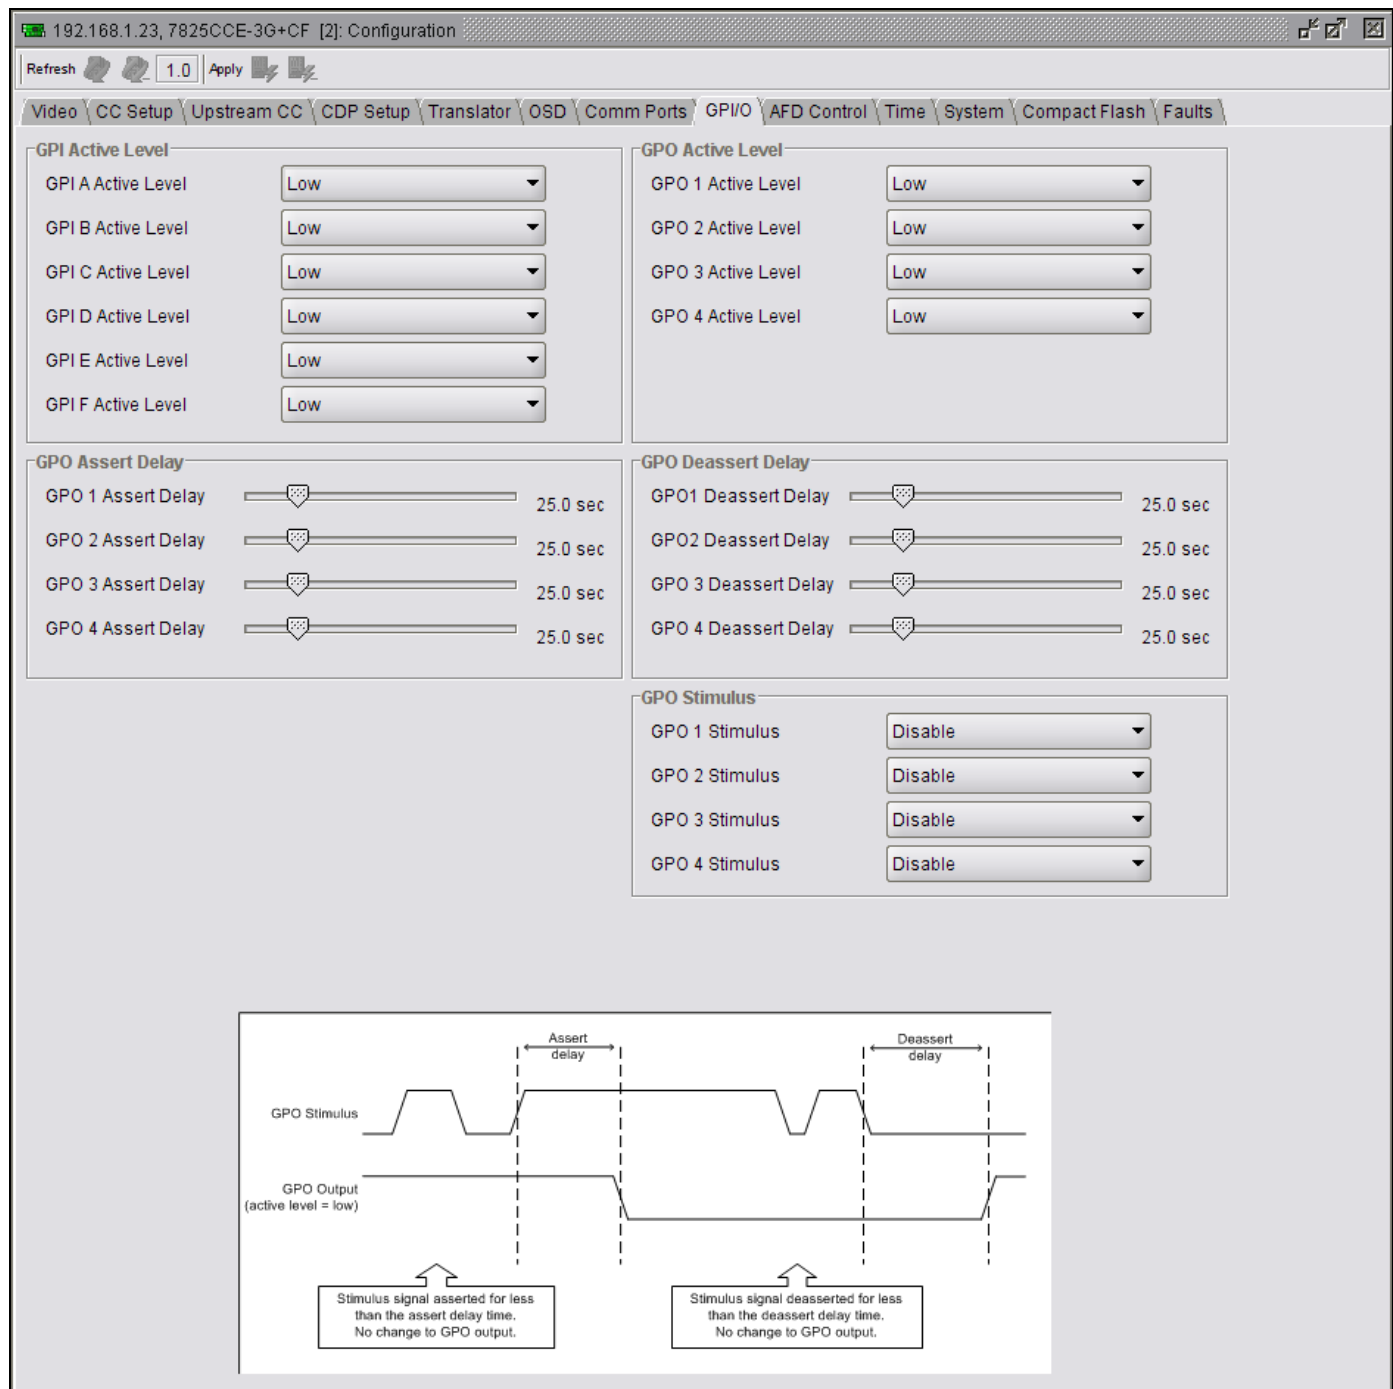 192.168.1.23, 7825CCE-3G+CF [2]: Configuration
Refresh 1.0 Apply
Video CC Setup Upstream CC CDP Setup Translator OSD Comm Ports GPI/O AFD Control Time System Compact Flash Faults
GPI Active Level
GPI A Active Level Low
GPI B Active Level Low
GPI C Active Level Low
GPI D Active Level Low
GPI E Active Level Low
GPI F Active Level Low
GPO Active Level
GPO 1 Active Level Low
GPO 2 Active Level Low
GPO 3 Active Level Low
GPO 4 Active Level Low
GPO Assert Delay
GPO 1 Assert Delay 25.0 sec
GPO 2 Assert Delay 25.0 sec
GPO 3 Assert Delay 25.0 sec
GPO 4 Assert Delay 25.0 sec
GPO Deassert Delay
GPO1 Deassert Delay 25.0 sec
GPO2 Deassert Delay 25.0 sec
GPO 3 Deassert Delay 25.0 sec
GPO 4 Deassert Delay 25.0 sec
GPO Stimulus
GPO 1 Stimulus Disable
GPO 2 Stimulus Disable
GPO 3 Stimulus Disable
GPO 4 Stimulus Disable
Assert
delay
Deassert
delay
GPO Stimulus
GPO Output
(active level = low)
Stimulus signal asserted for less
than the assert delay time.
No change to GPO output.
Stimulus signal deasserted for less
than the deassert delay time.
No change to GPO output.